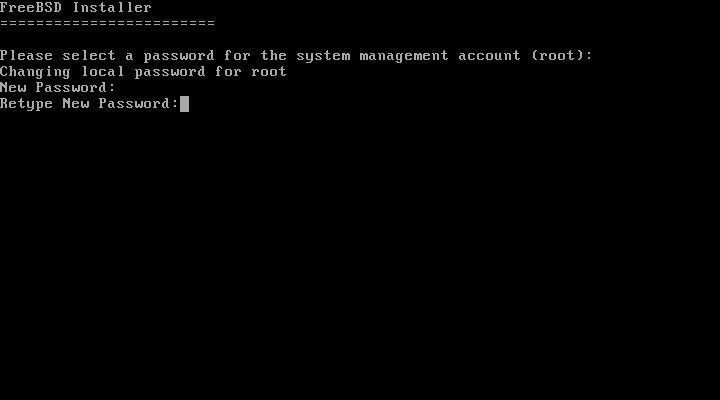 FreeBSD Installer
========================
Please select a password for the system management account (root):
Changing local password for root
New Password:
Retype New Password: